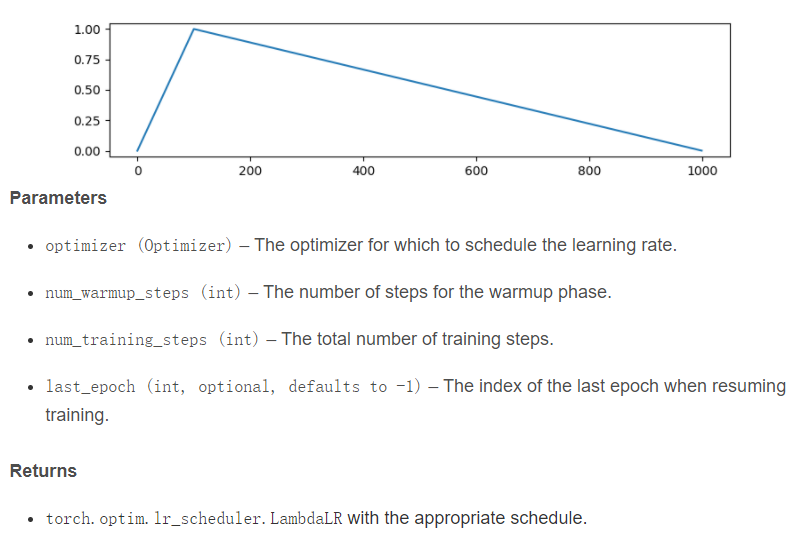 1.00
0.75
0.50
0.25
0.00
0 200 400 600 800 1000
Parameters
• optimizer (Optimizer) – The optimizer for which to schedule the learning rate.
• num_warmup_steps (int) – The number of steps for the warmup phase.
• num_training_steps (int) – The total number of training steps.
• last_epoch (int, optional, defaults to -1) – The index of the last epoch when resuming
training.
Returns
• torch.optim.lr_scheduler.LambdaLR with the appropriate schedule.